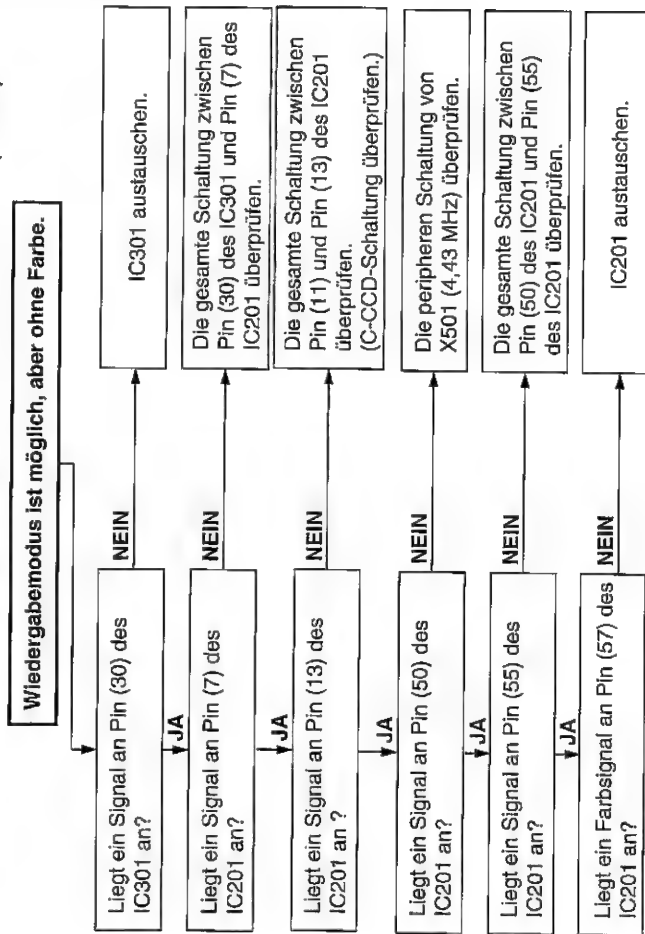 Wiedergabemodus ist möglich, aber ohne Farbe.
Liegt ein Signal an Pin (30) des
IC301 an?
NEIN
IC301 austauschen.
JA
Liegt ein Signal an Pin (7) des
IC201 an?
NEIN
Die gesamte Schaltung zwischen
Pin (30) des IC301 und Pin (7) des
IC201 überprüfen.
JA
Liegt ein Signal an Pin (13) des
IC201 an ?
NEIN
Die gesamte Schaltung zwischen
Pin (11) und Pin (13) des IC201
überprüfen.
(C-CCD-Schaltung überprüfen.)
JA
Liegt ein Signal an Pin (50) des
IC201 an?
NEIN
Die peripheren Schaltung von
X501 (4,43 MHz) überprüfen.
JA
Liegt ein Signal an Pin (55) des
IC201 an?
NEIN
Die gesamte Schaltung zwischen
Pin (50) des IC201 und Pin (55)
des IC201 überprüfen.
JA
Liegt ein Farbsignal an Pin (57) des
IC201 an?
NEIN
IC201 austauschen.